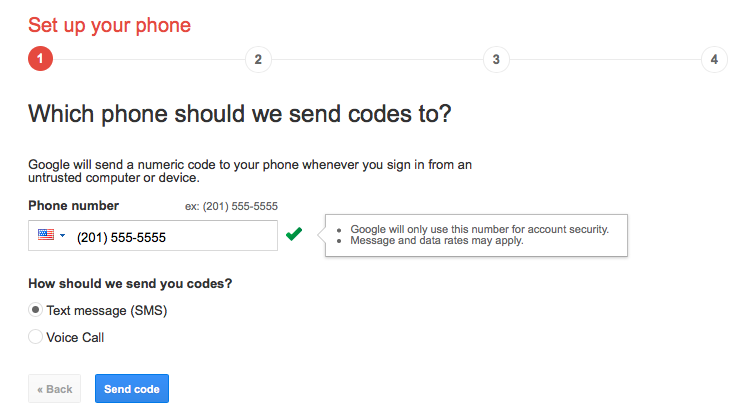 Set up your phone
1 2 3 4
Which phone should we send codes to?
Google will send a numeric code to your phone whenever you sign in from an
untrusted computer or device.
Phone number ex: (201) 555-5555
(201) 555-5555
• Google will only use this number for account security.
• Message and data rates may apply.
How should we send you codes?
Text message (SMS)
Voice Call
« Back Send code